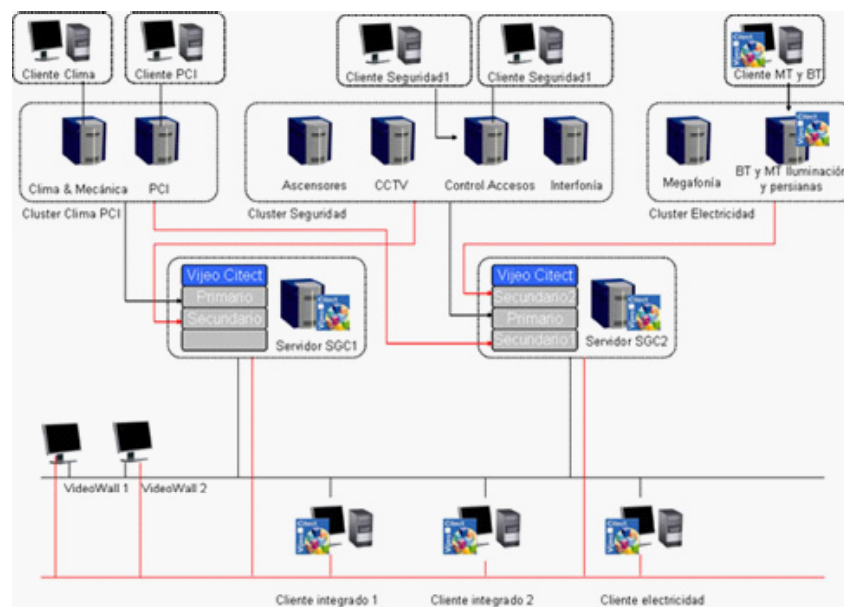 Cliente Clima
Cliente PCI
Cliente Seguridad1
Cliente Seguridad1
Cliente MT y BT
Clima & Mecánica
PCI
Cluster Clima PCI
Ascensores
CCTV
Control Accesos
Interfonía
Cluster Seguridad
Megafonía
BT y MT Iluminación
y persianas
Cluster Electricidad
Vijeo Citect
Primario
Secundario
Servidor SGC1
Vijeo Citect
Secundario2
Primario
Secundario1
Servidor SGC2
VideoWall 1
VideoWall 2
Cliente integrado 1
Cliente integrado 2
Cliente electricidad